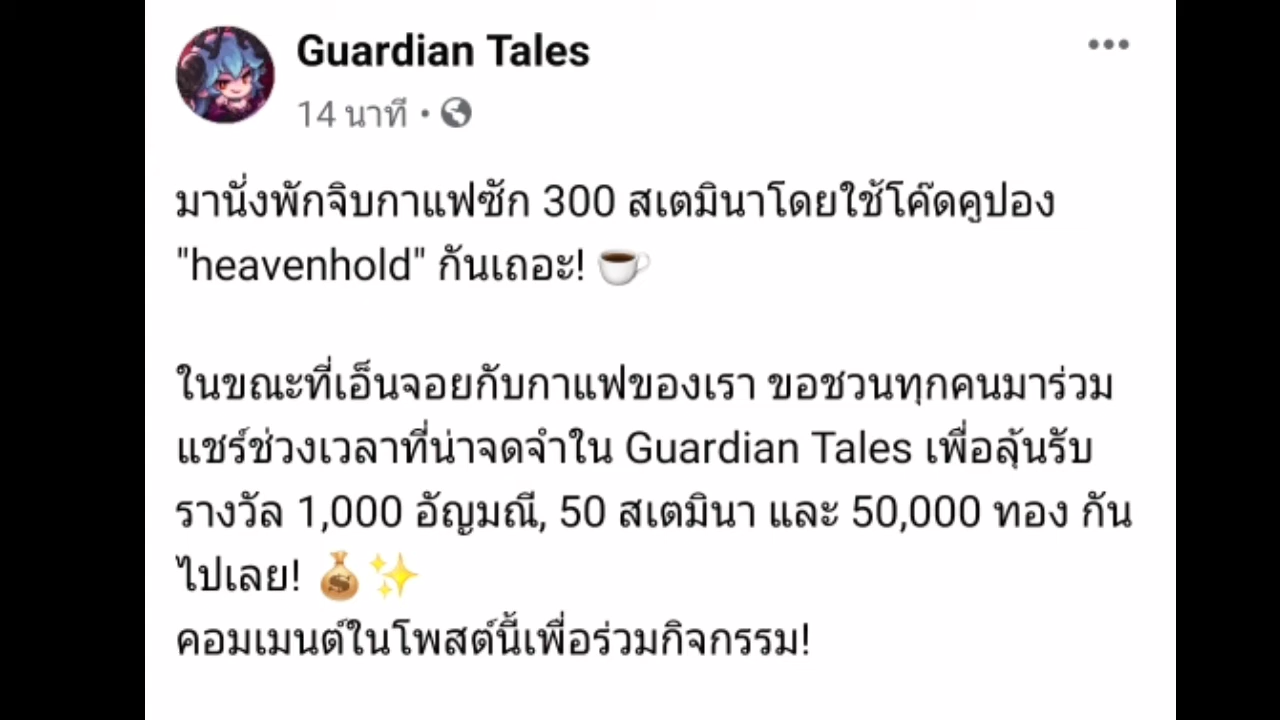 Guardian Tales
14 นาที •
มานั่งพักจิบกาแฟซัก 300 สเตมินาโดยใช้โค๊ดคูปอง
"heavenhold" กันเถอะ! ☕
ในขณะที่เอ็นจอยกับกาแฟของเรา ขอชวนทุกคนมาร่วม
แชร์ช่วงเวลาที่น่าจดจำใน Guardian Tales เพื่อลุ้นรับ
รางวัล 1,000 อัญมณี, 50 สเตมินา และ 50,000 ทอง กัน
ไปเลย! 💰✨
คอมเมนต์ในโพสต์นี้เพื่อร่วมกิจกรรม!